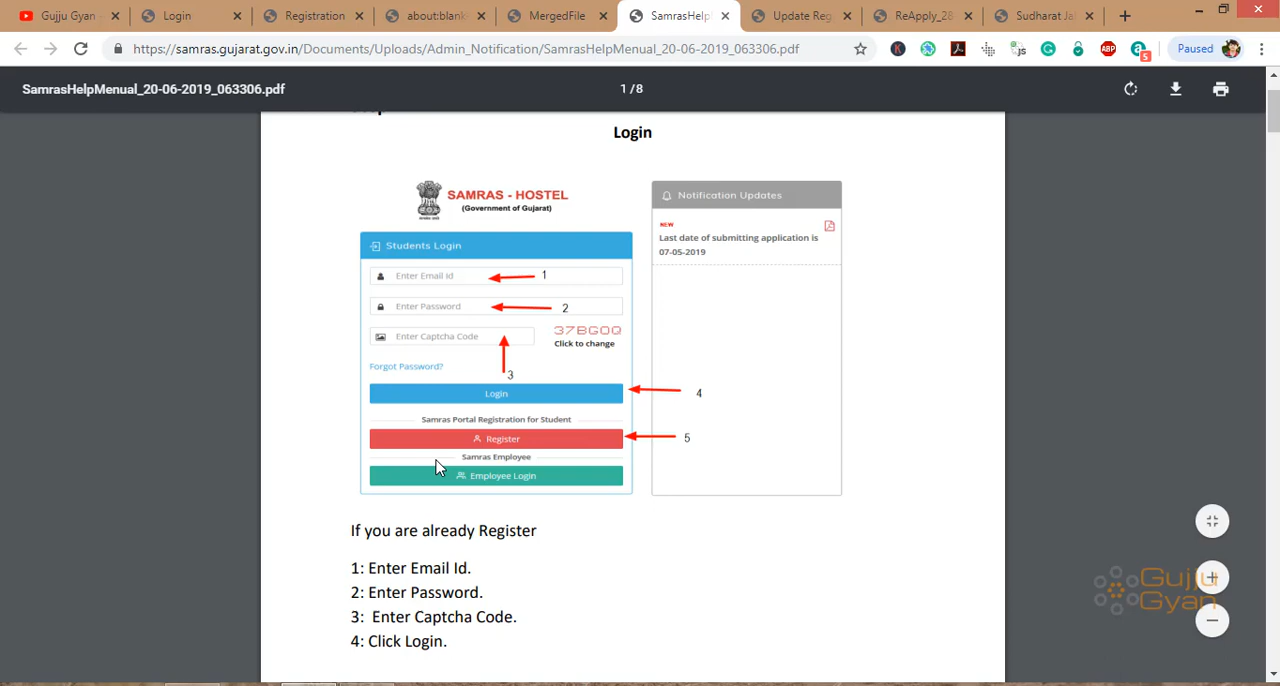 Gujju Gyan -
Login
Registration
about:blank
MergedFile
SamrasHelp
Update Reg
ReApply_28
Sudharat Ja
https://samras.gujarat.gov.in/Documents/Uploads/Admin_Notification/SamrasHelpMenual_20-06-2019_063306.pdf
ABP
Paused
SamrasHelpMenual_20-06-2019_063306.pdf
1 / 8
Login
SAMRAS - HOSTEL
(Government of Gujarat)
Notification Updates
NEW
Last date of submitting application is
07-05-2019
Students Login
Enter Email Id
1
Enter Password
2
Enter Captcha Code
37BGOQ
Click to change
3
Forgot Password?
Login
4
Samras Portal Registration for Student
Register
5
Samras Employee
Employee Login
If you are already Register
1: Enter Email Id.
2: Enter Password.
3: Enter Captcha Code.
4: Click Login.
Gujju
Gyan